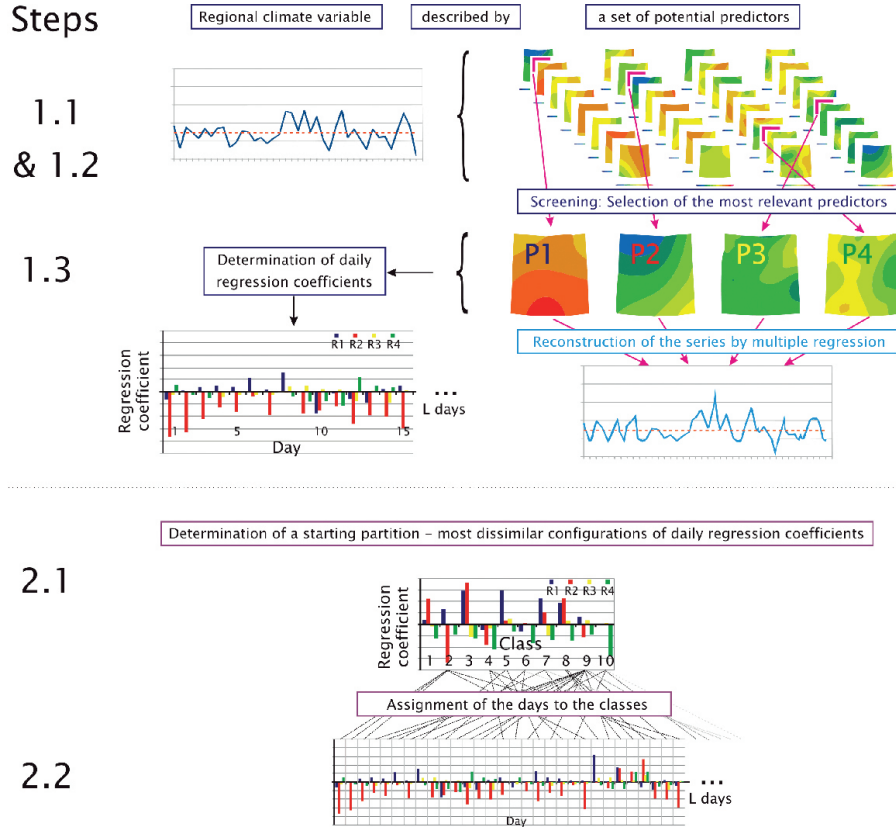 Steps
Regional climate variable
described by
a set of potential predictors
1.1
& 1.2
Screening: Selection of the most relevant predictors
1.3
Determination of daily
regression coefficients
P1
P2
P3
P4
Reconstruction of the series by multiple regression
R1 R2 R3 R4
Regression
coefficient
1 5 10 15
Day
...
L days
Determination of a starting partition – most dissimilar configurations of daily regression coefficients
2.1
R1 R2 R3 R4
Regression
coefficient
Class
1 2 3 4 5 6 7 8 9 10
Assignment of the days to the classes
2.2
...
L days
Day